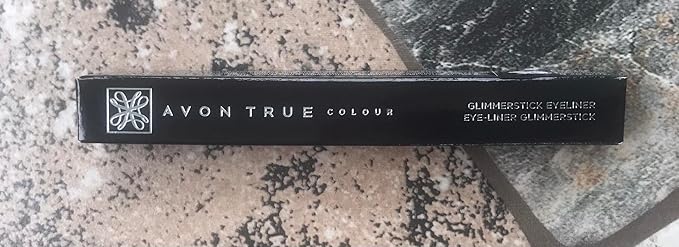 AVON TRUE COLOUR
GLIMMERSTICK EYELINER
EYE-LINER GLIMMERSTICK